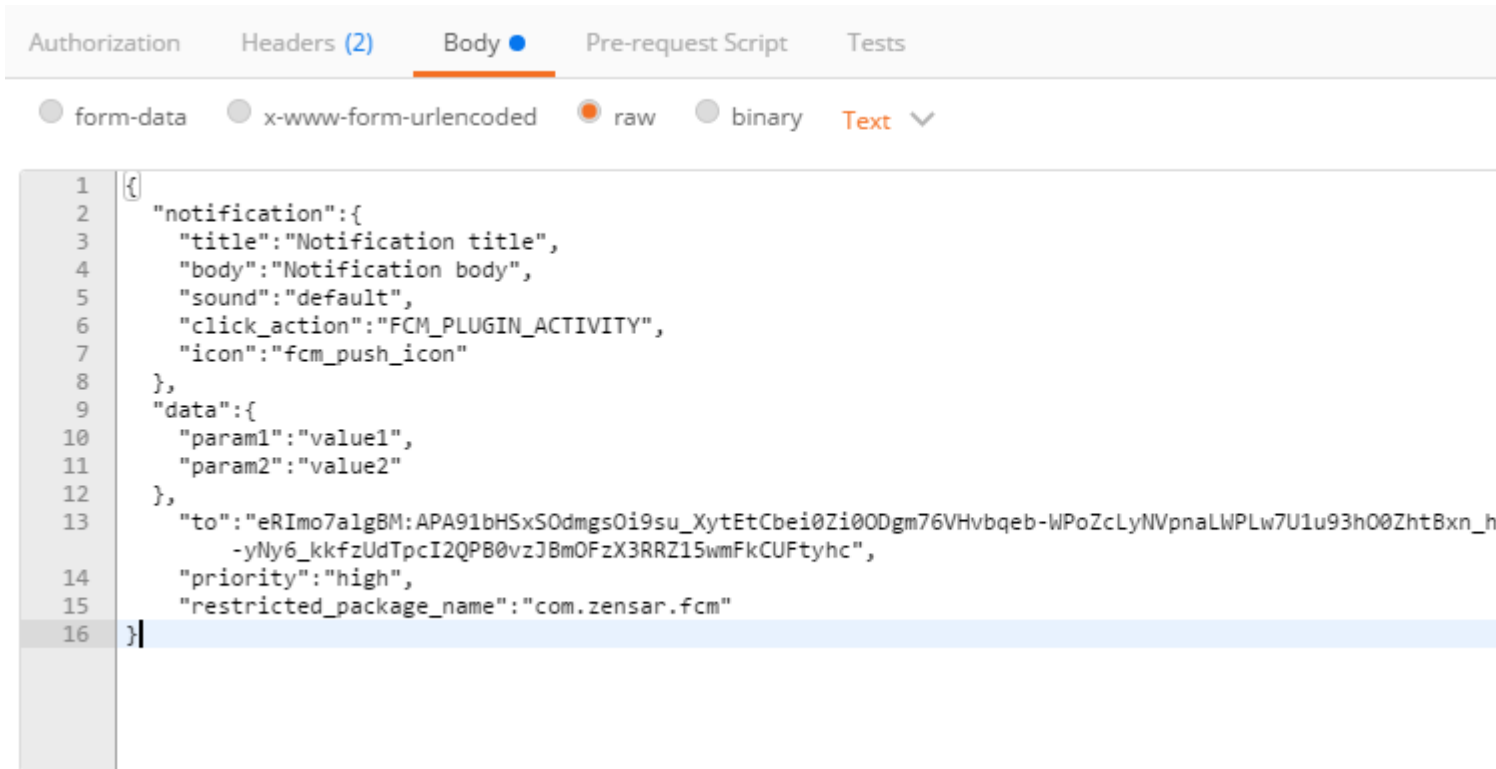 Authorization Headers (2) Body Pre-request Script Tests
form-data x-www-form-urlencoded raw binary Text
1 {
2 "notification":{
3 "title":"Notification title",
4 "body":"Notification body",
5 "sound":"default",
6 "click_action":"FCM_PLUGIN_ACTIVITY",
7 "icon":"fcm_push_icon"
8 },
9 "data":{
10 "param1":"value1",
11 "param2":"value2"
12 },
13 "to":"eRImo7algBM:APA91bHSxSOdmgsOi9su_XytEtCbei0Zi0ODgm76VHvbqeb-WPoZcLyNVpnaLWPLw7U1u93hO0ZhtBxn_h
-yNy6_kkfzUdTpcI2QPB0vzJBmOFzX3RRZ15wmFkCUFtyhc",
14 "priority":"high",
15 "restricted_package_name":"com.zensar.fcm"
16 }